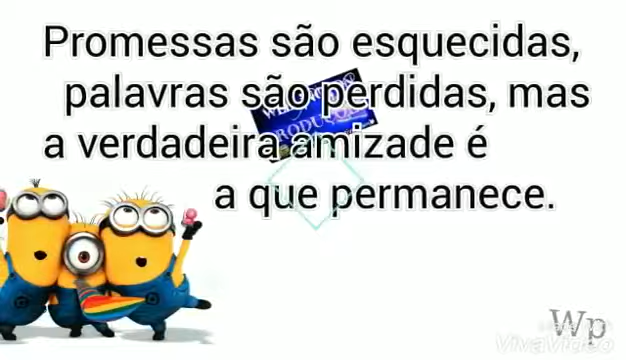 Promessas são esquecidas,
palavras são perdidas, mas
a verdadeira amizade é
a que permanece.
Wp
VivaVideo